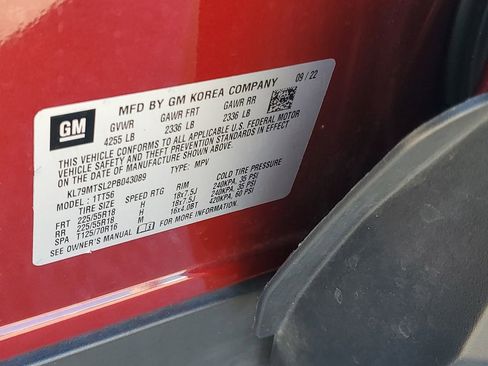 GM
MFD BY GM KOREA COMPANY 09 / 22
GVWR GAWR FRT GAWR RR
4255 LB 2336 LB 2336 LB
THIS VEHICLE CONFORMS TO ALL APPLICABLE U.S. FEDERAL MOTOR
VEHICLE SAFETY AND THEFT PREVENTION STANDARDS IN EFFECT
ON THE DATE OF MANUFACTURE SHOWN ABOVE.
KL79MTSL2PB043089 TYPE: MPV
MODEL: 1TT56
TIRE SIZE SPEED RTG RIM COLD TIRE PRESSURE
FRT 225/55R18 H 18x7.5J 240KPA, 35 PSI
RR 225/55R18 H 18x7.5J 240KPA, 35 PSI
SPA T125/70R16 M 16x4.0BT 420KPA, 60 PSI
SEE OWNER'S MANUAL FOR MORE INFORMATION.